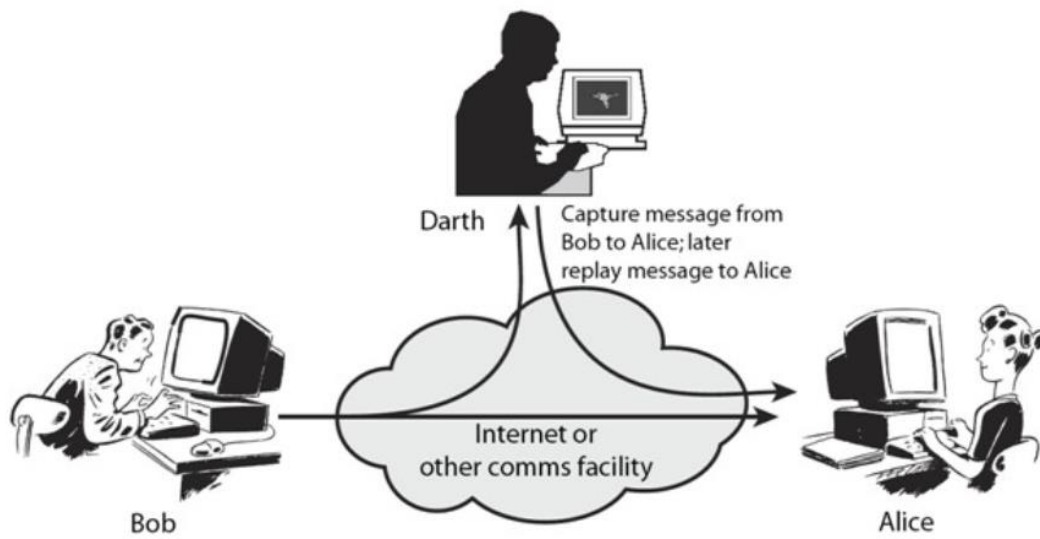 Darth
Capture message from
Bob to Alice; later
replay message to Alice
Internet or
other comms facility
Bob
Alice